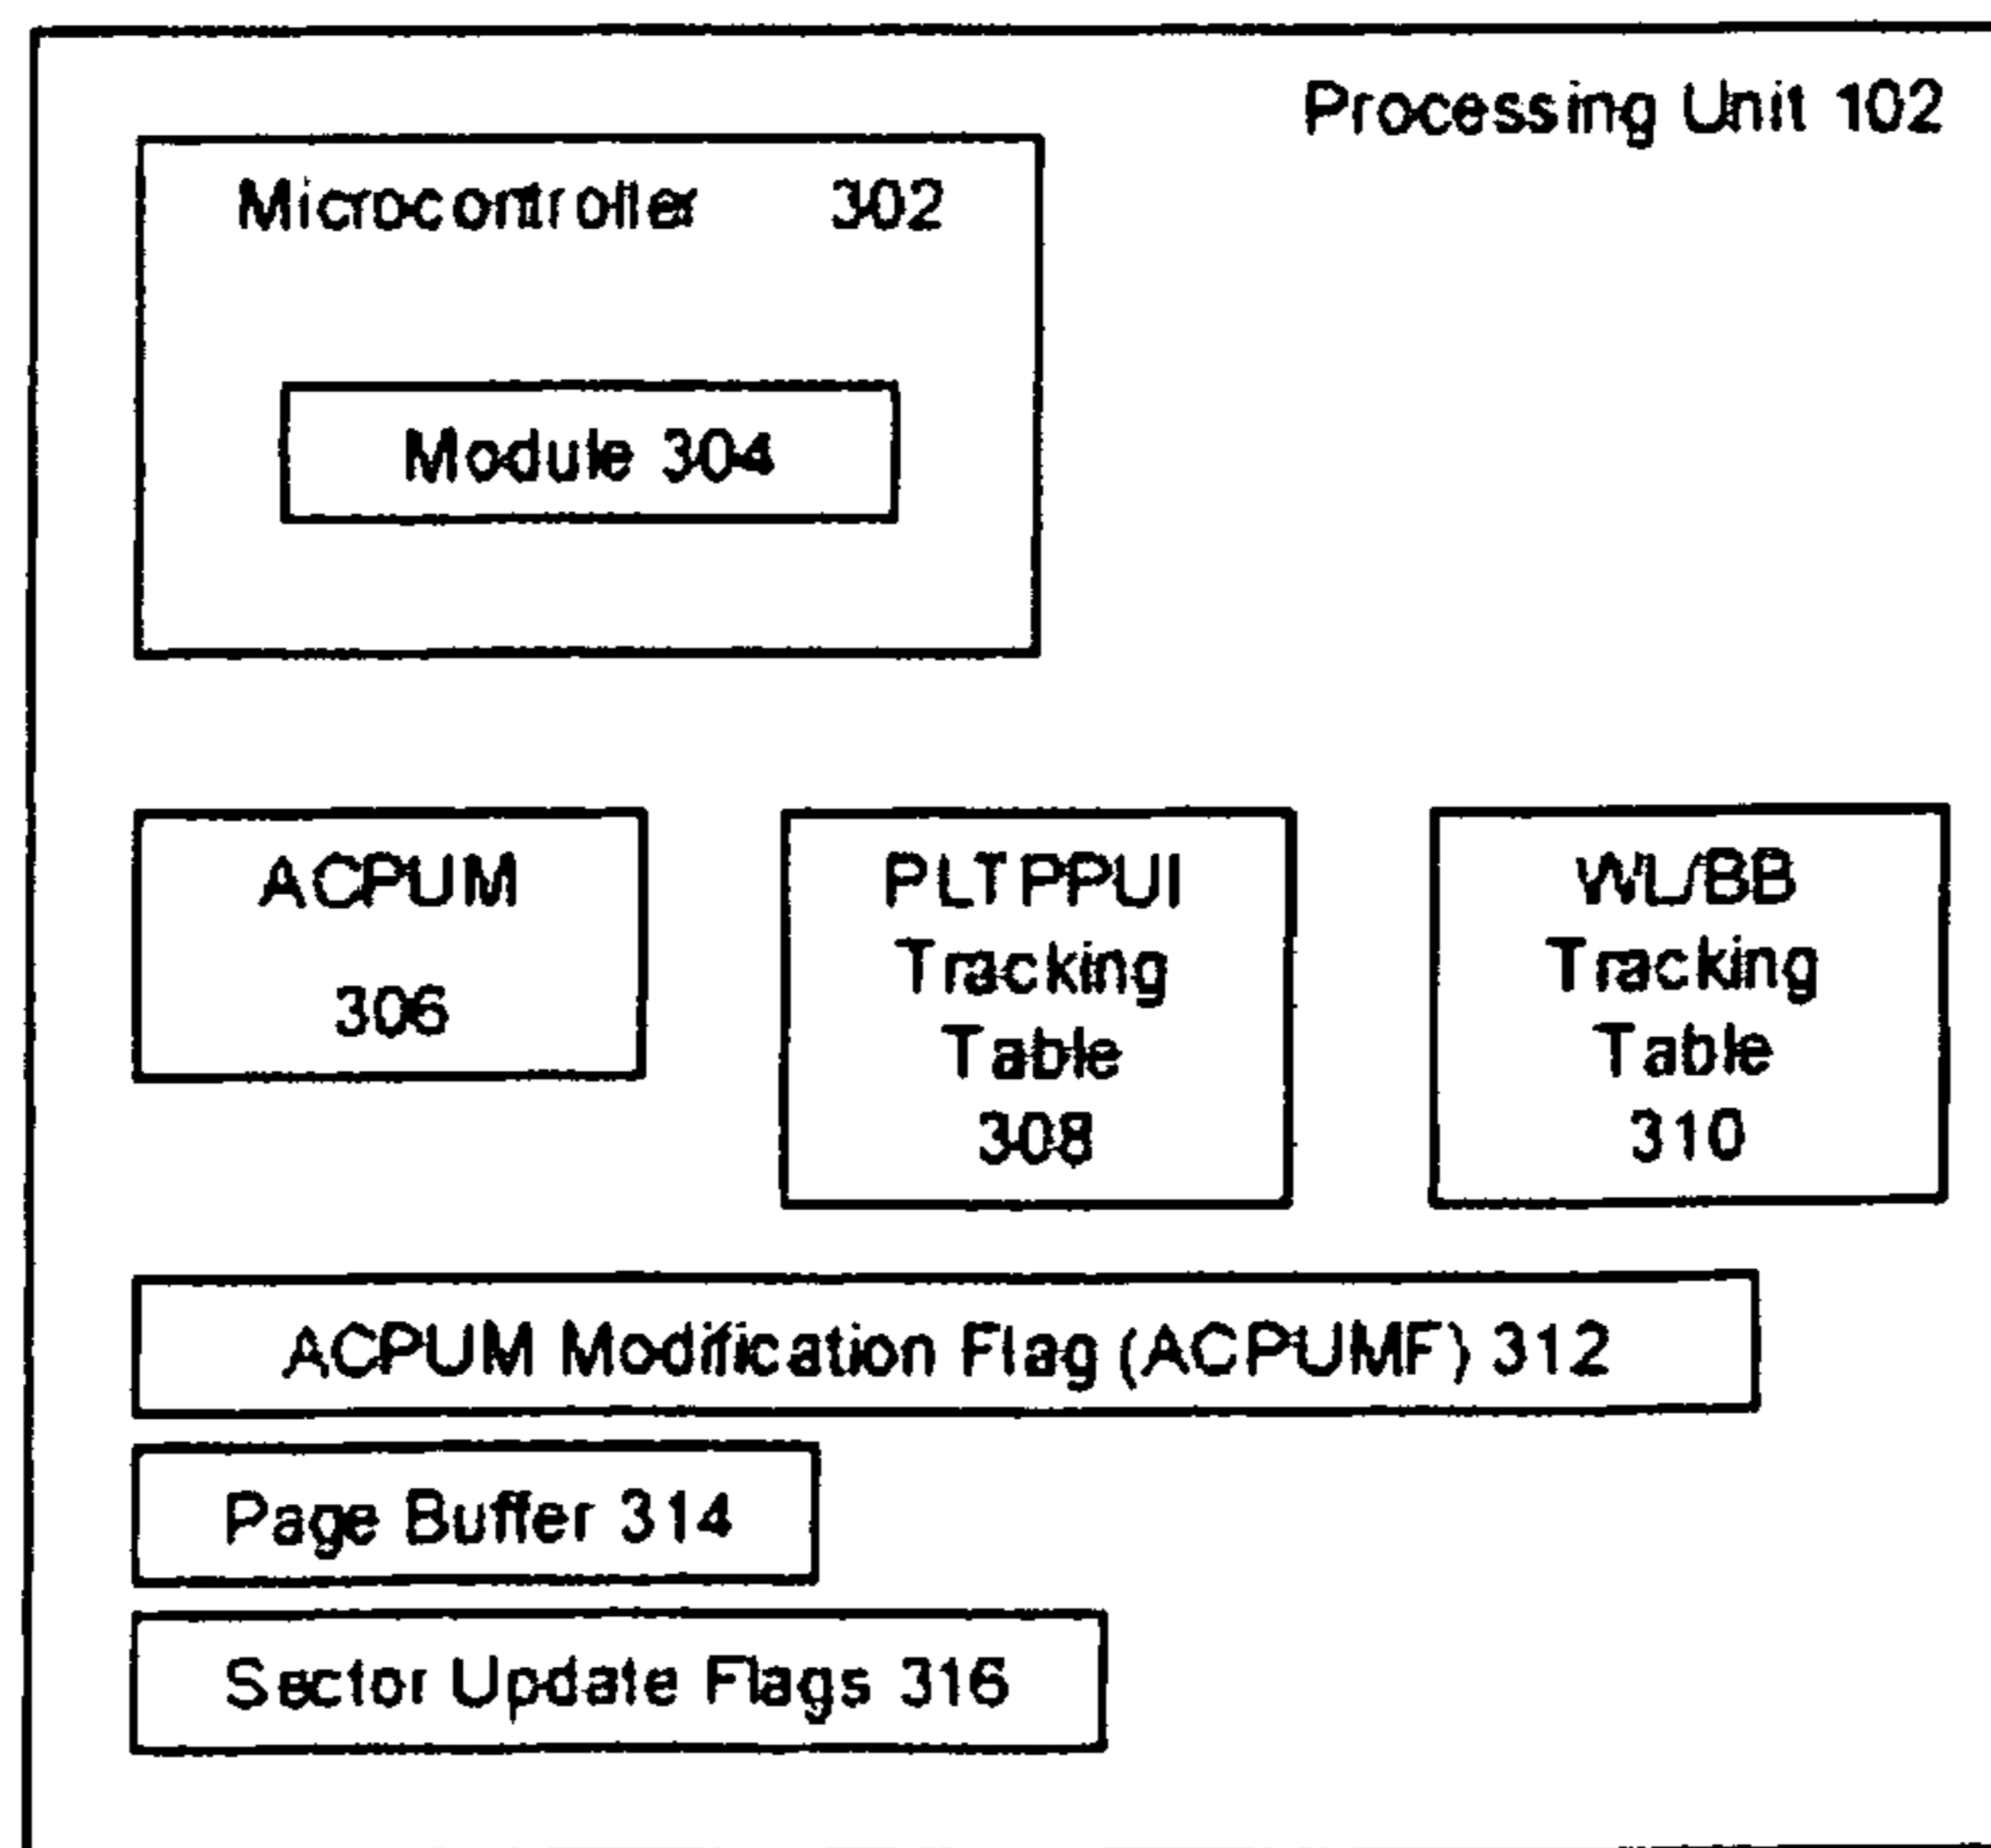 Processing Unit 102
Microcontroller 302
Module 304
ACPUM
306
PLTPPUI
Tracking
Table
308
WL/BB
Tracking
Table
310
ACPUM Modification Flag (ACPUMF) 312
Page Buffer 314
Sector Update Flags 316